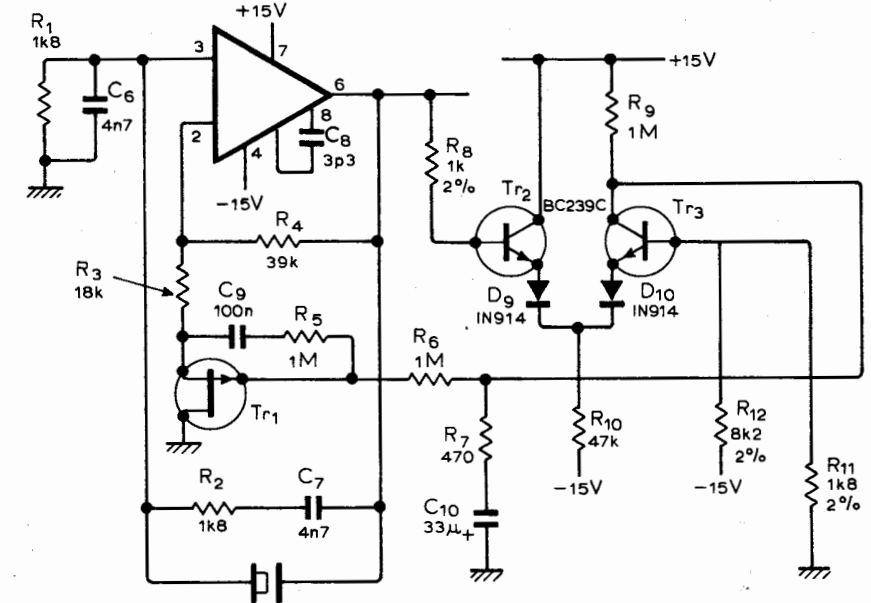 +15V
R1
1k8
3
7
C6
4n7
6
+15V
2
8
C8
3p3
4
-15V
R8
1k
2%
R9
1M
Tr2
BC239C
Tr3
R4
39k
R3
18k
C9
100n
R5
1M
D9
IN914
D10
IN914
R6
1M
Tr1
R7
470
R10
47k
R12
8k2
2%
R11
1k8
2%
-15V
-15V
R2
1k8
C7
4n7
C10
33μ
+